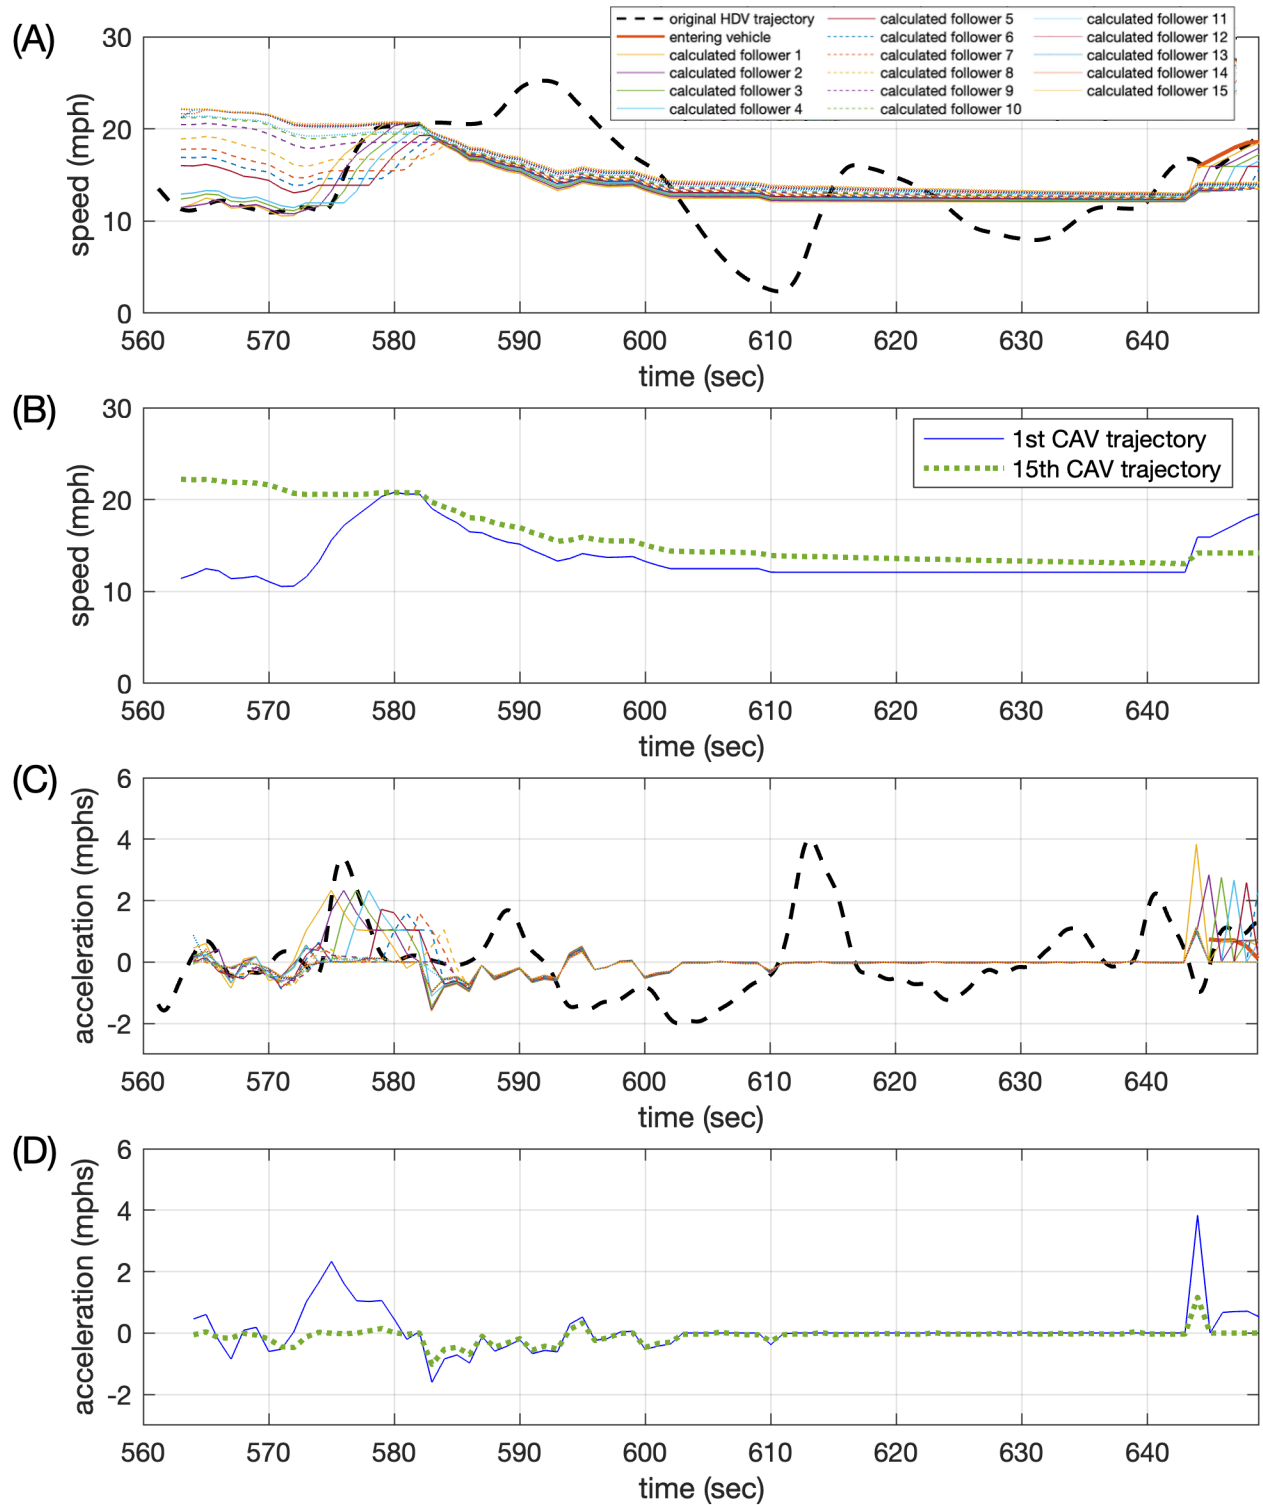 (A)
original HDV trajectory
entering vehicle
calculated follower 1
calculated follower 2
calculated follower 3
calculated follower 4
calculated follower 5
calculated follower 6
calculated follower 7
calculated follower 8
calculated follower 9
calculated follower 10
calculated follower 11
calculated follower 12
calculated follower 13
calculated follower 14
calculated follower 15
speed (mph)
30
20
10
0
560 570 580 590 600 610 620 630 640
time (sec)
(B)
1st CAV trajectory
15th CAV trajectory
speed (mph)
30
20
10
0
560 570 580 590 600 610 620 630 640
time (sec)
(C)
acceleration (mphs)
6
4
2
0
-2
560 570 580 590 600 610 620 630 640
time (sec)
(D)
acceleration (mphs)
6
4
2
0
-2
560 570 580 590 600 610 620 630 640
time (sec)